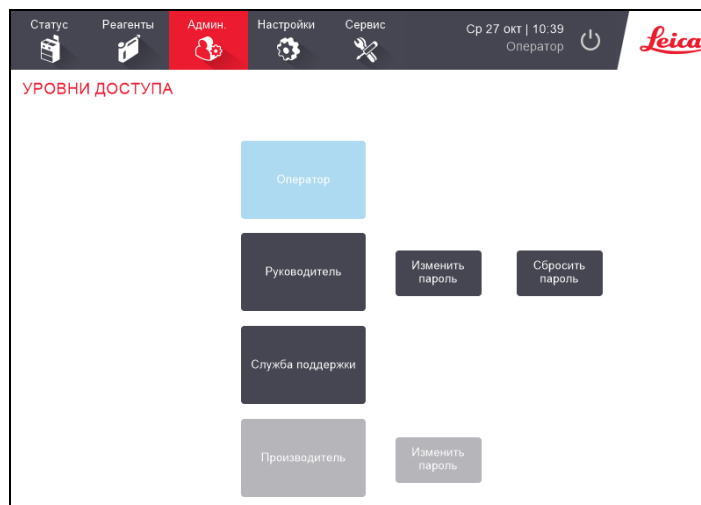 Статус Реагенты Админ. Настройки Сервис Ср 27 окт | 10:39
Оператор
Leica
УРОВНИ ДОСТУПА
Оператор
Руководитель
Изменить
пароль
Сбросить
пароль
Служба поддержки
Производитель
Изменить
пароль